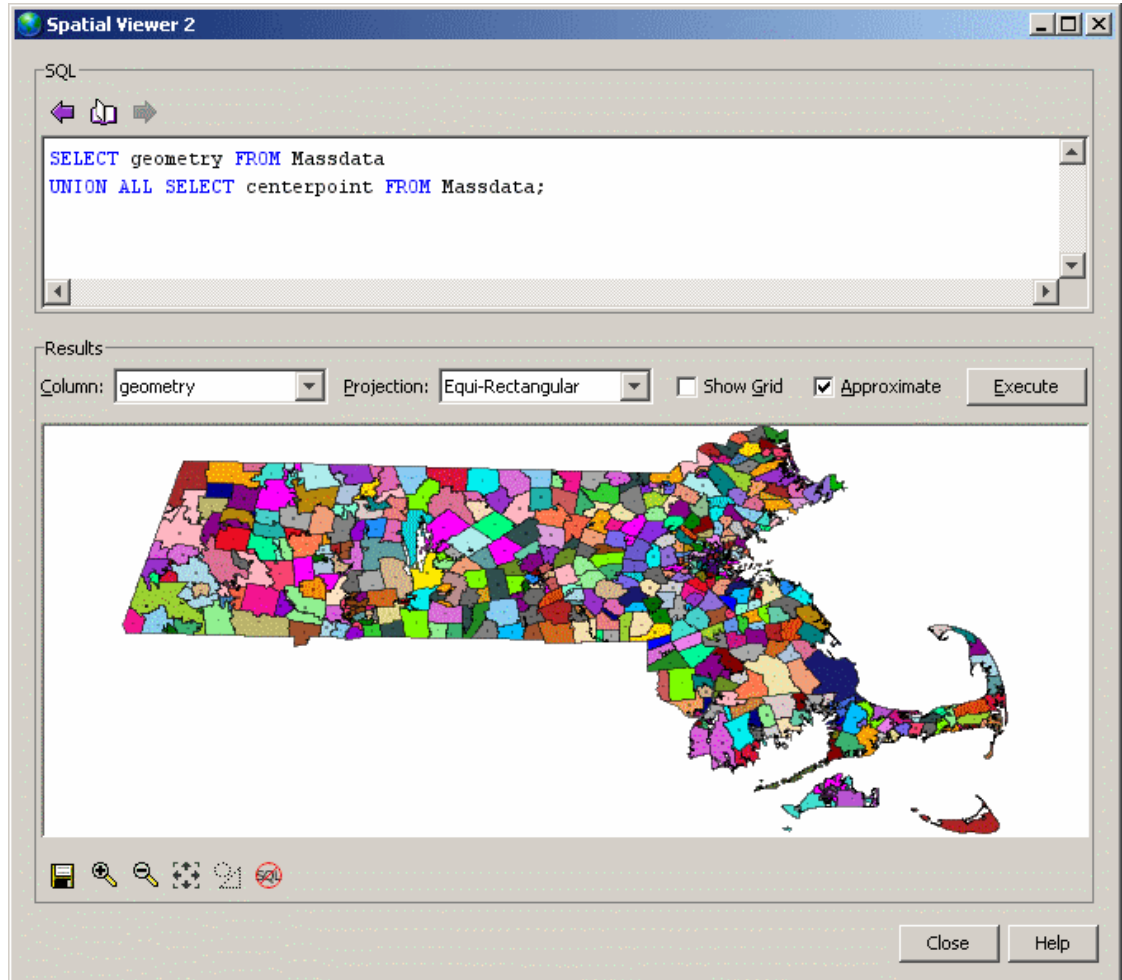 Spatial Viewer 2
SQL
SELECT geometry FROM Massdata
UNION ALL SELECT centerpoint FROM Massdata;
Results
Column: geometry Projection: Equi-Rectangular Show Grid Approximate Execute
SQL
Close Help